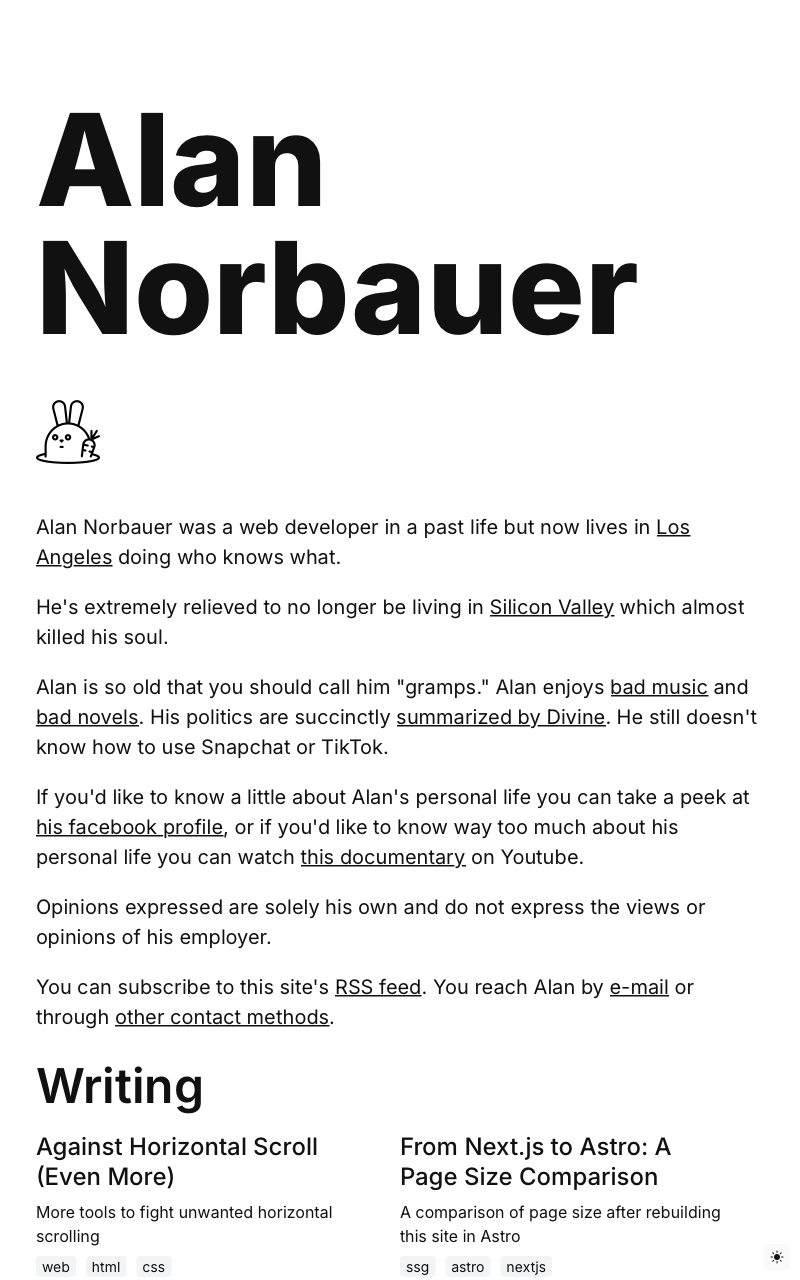 Alan
Norbauer
Alan Norbauer was a web developer in a past life but now lives in Los
Angeles doing who knows what.
He's extremely relieved to no longer be living in Silicon Valley which almost
killed his soul.
Alan is so old that you should call him "gramps." Alan enjoys bad music and
bad novels. His politics are succinctly summarized by Divine. He still doesn't
know how to use Snapchat or TikTok.
If you'd like to know a little about Alan's personal life you can take a peek at
his facebook profile, or if you'd like to know way too much about his
personal life you can watch this documentary on Youtube.
Opinions expressed are solely his own and do not express the views or
opinions of his employer.
You can subscribe to this site's RSS feed. You reach Alan by e-mail or
through other contact methods.
Writing
Against Horizontal Scroll
(Even More)
More tools to fight unwanted horizontal
scrolling
web html css
From Next.js to Astro: A
Page Size Comparison
A comparison of page size after rebuilding
this site in Astro
ssg astro nextjs